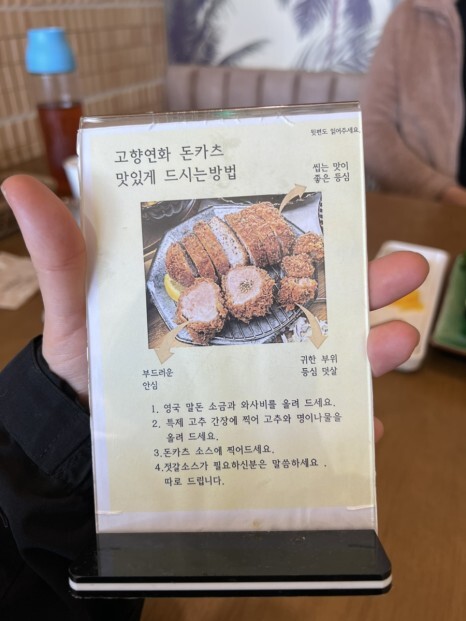 뒷면도 읽어주세요.
고향연화 돈카츠
맛있게 드시는방법
씹는 맛이
좋은 등심
부드러운
안심
귀한 부위
등심 덧살
1. 영국 말돈 소금과 와사비를 올려 드세요.
2. 특제 고추 간장에 찍어 고추와 명이나물을
올려 드세요.
3.돈카츠 소스에 찍어드세요.
4.젓갈소스가 필요하신분은 말씀하세요 .
따로 드립니다.